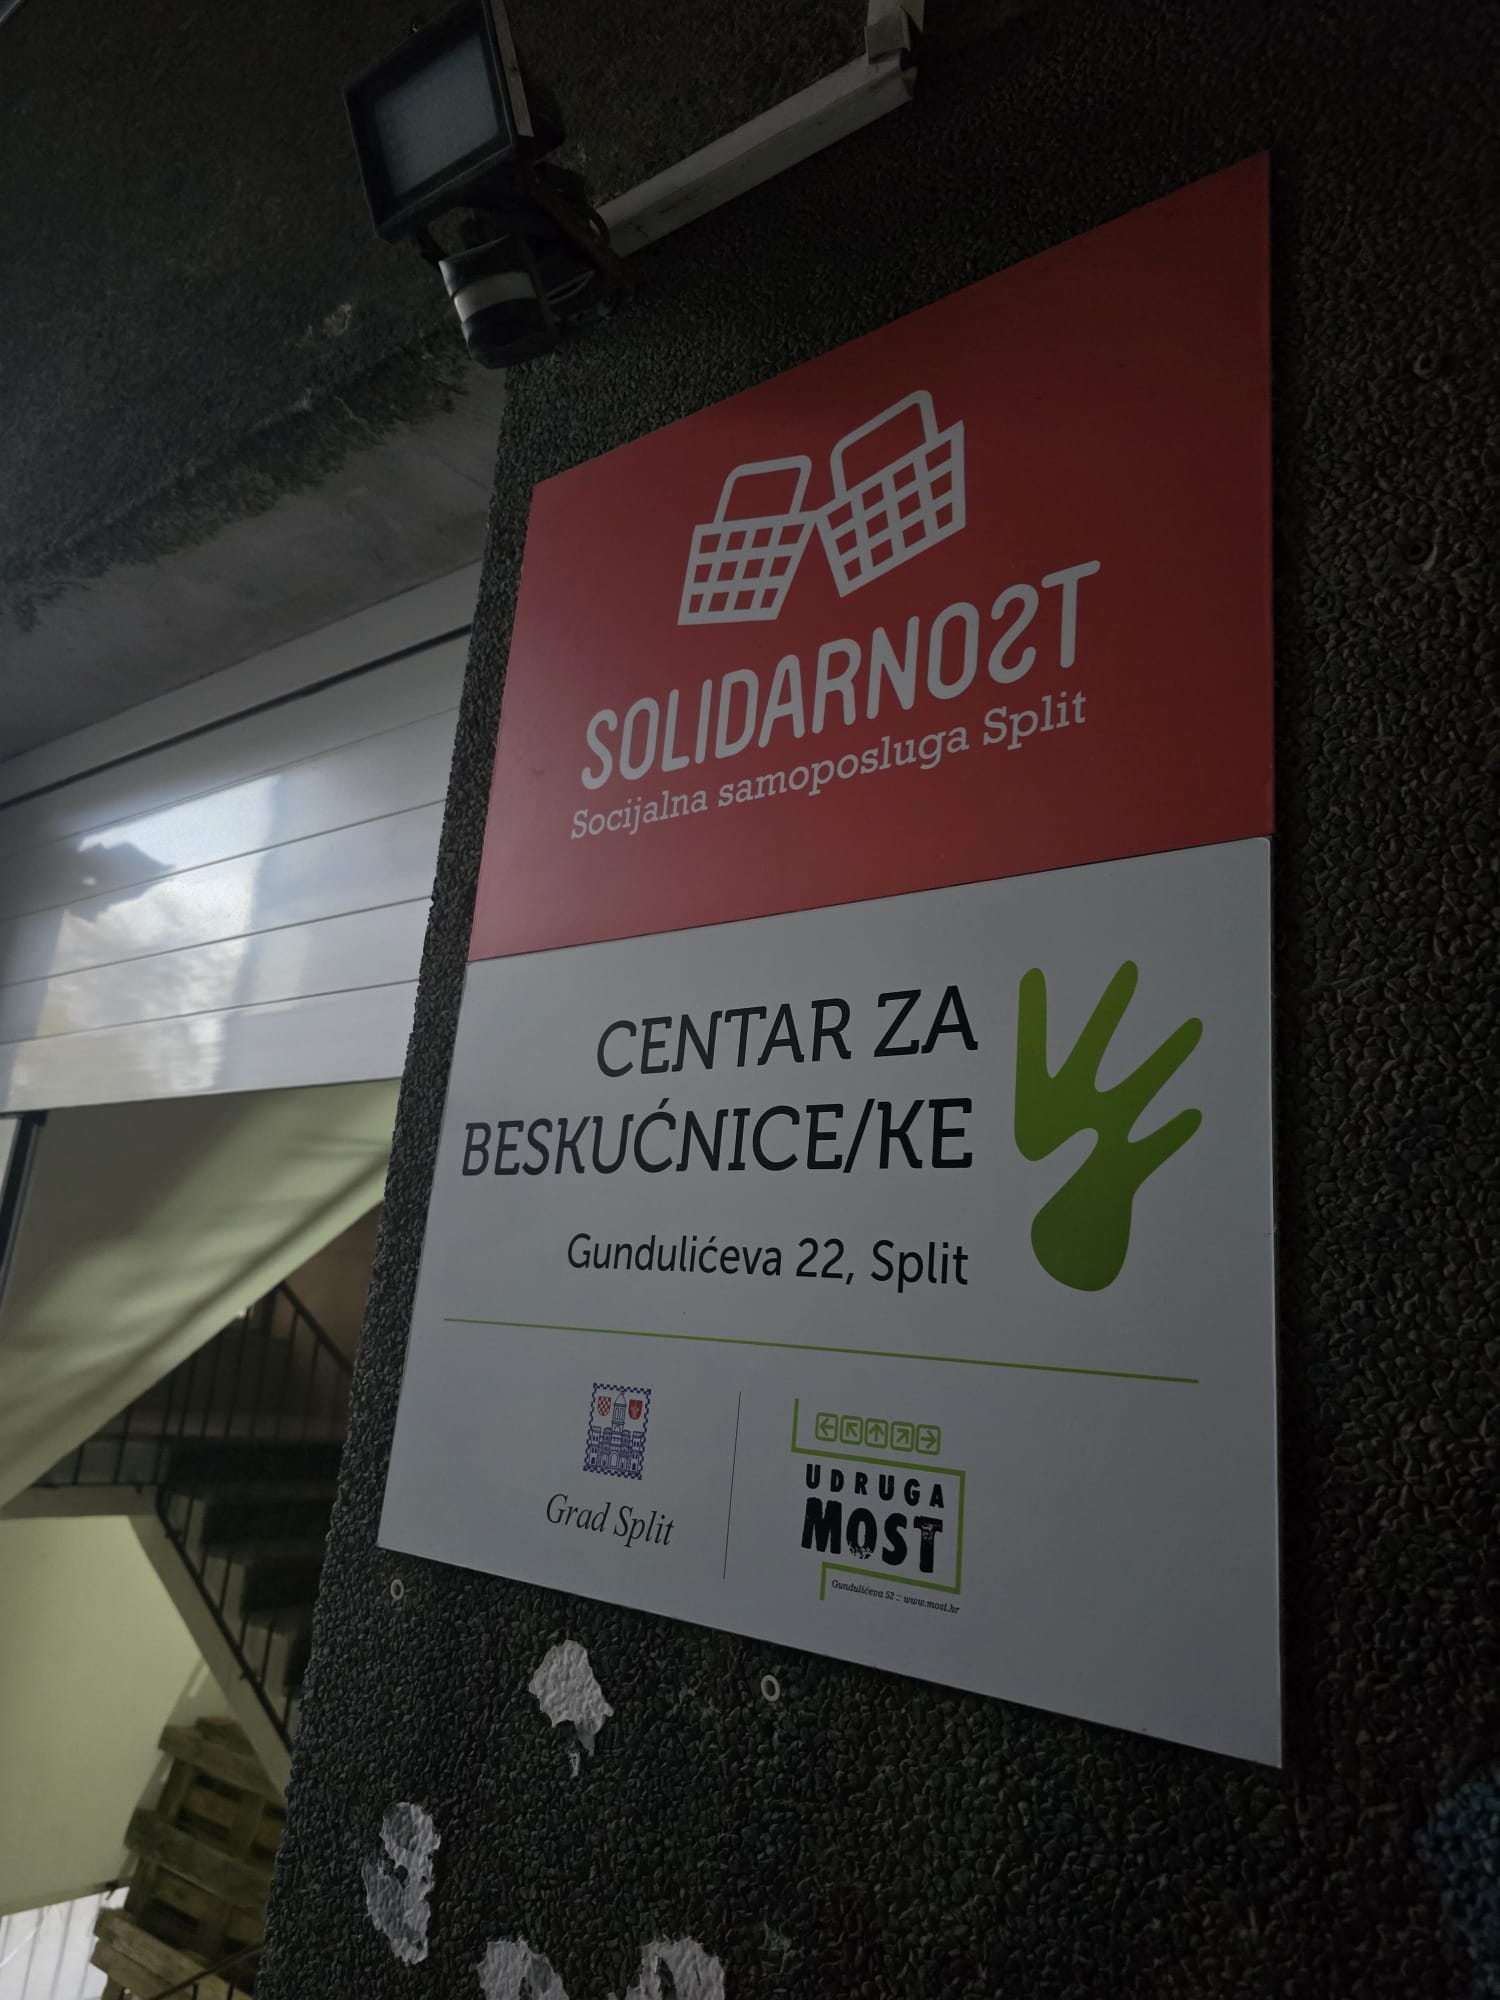 SOLIDARNOST
Socijalna samoposluga Split
CENTAR ZA
BESKUĆNICE/KE
Gundulićeva 22, Split
Grad Split
UDRUGA
MOST
Gundulićeva 52 :: www.most.hr